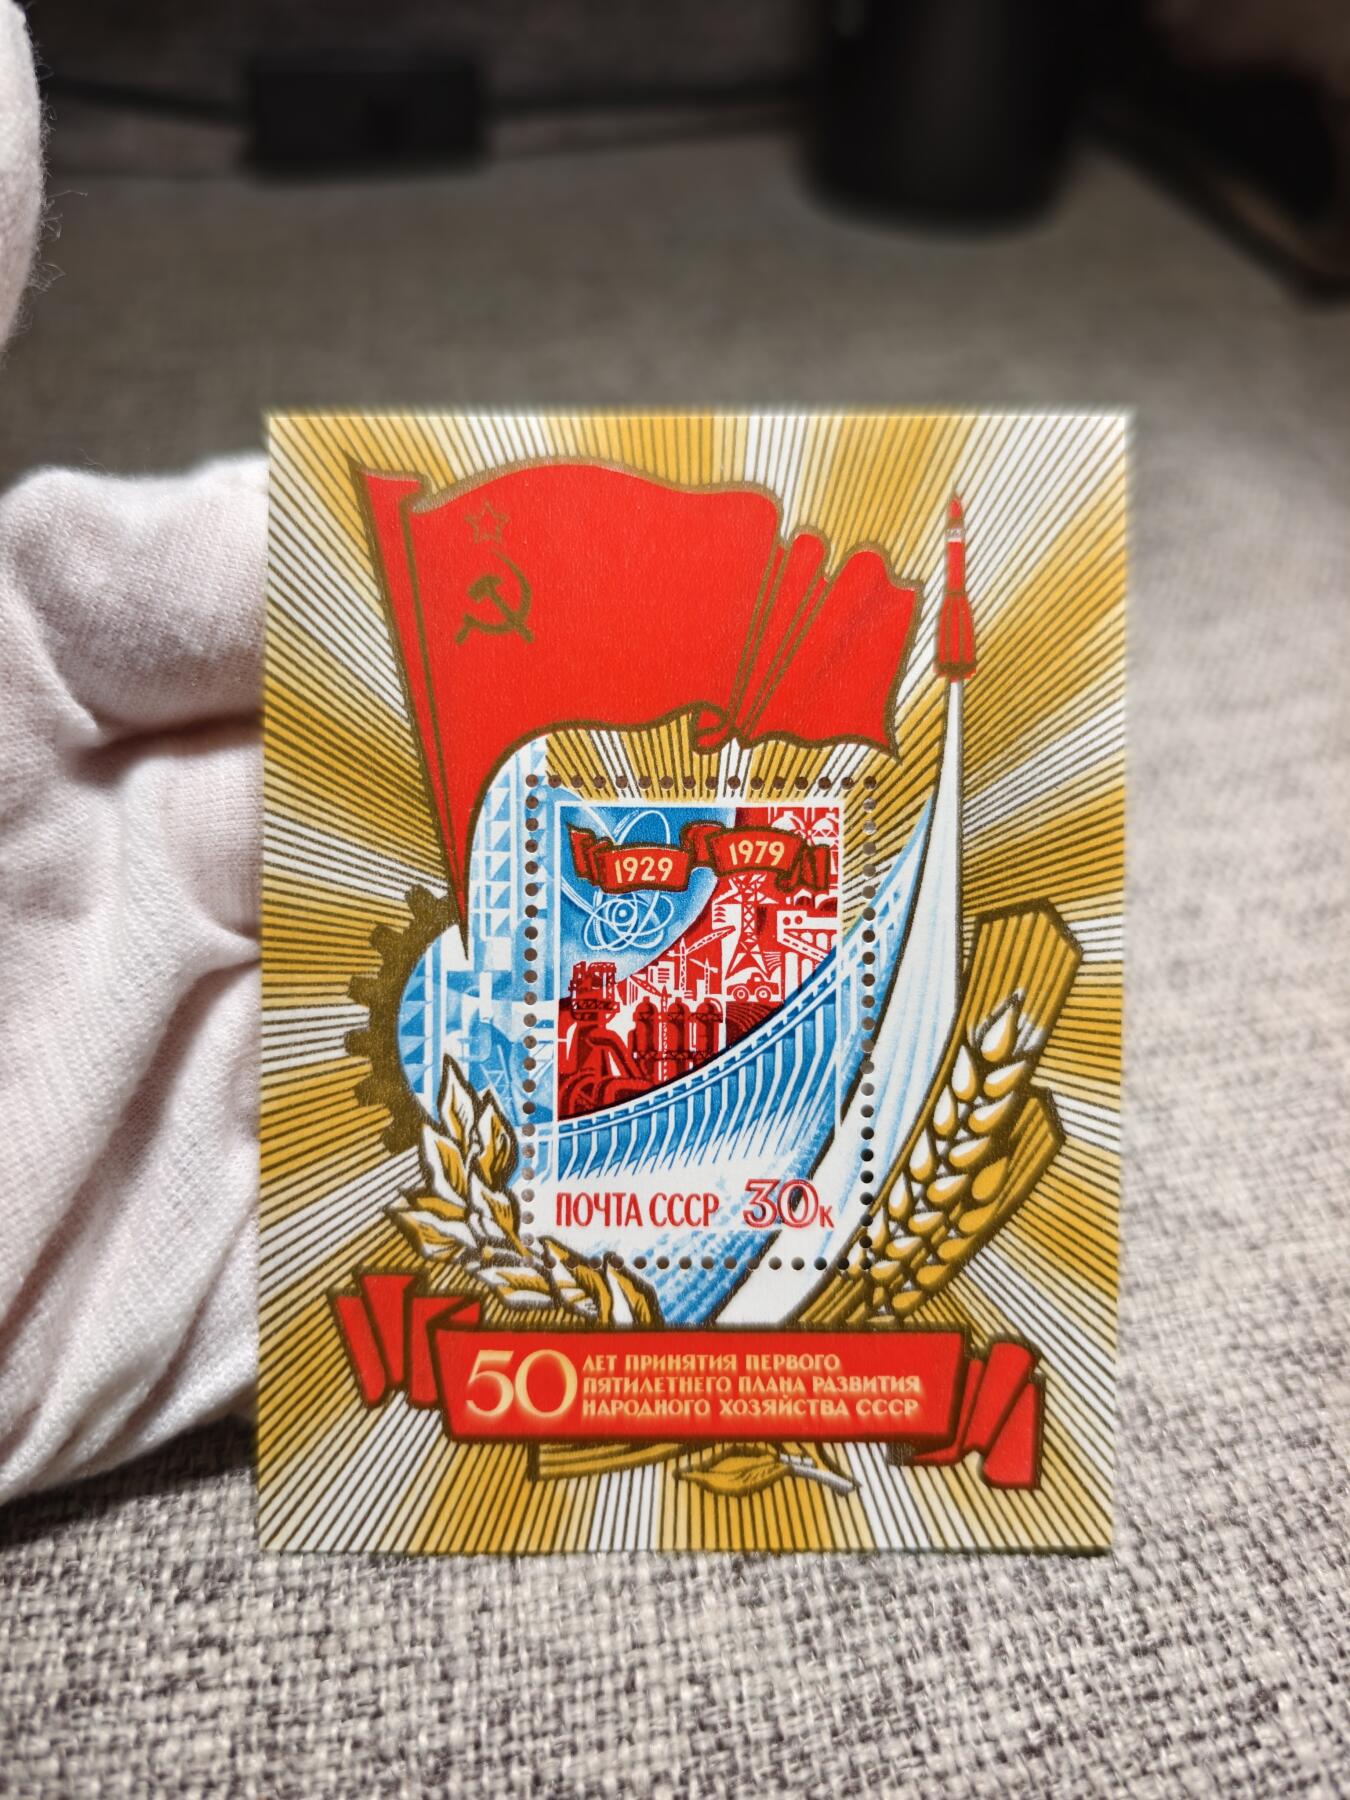 1929
1979
ПОЧТА СССР 30к
50 ЛЕТ ПРИНЯТИЯ ПЕРВОГО
ПЯТИЛЕТНЕГО ПЛАНА РАЗВИТИЯ
НАРОДНОГО ХОЗЯЙСТВА СССР